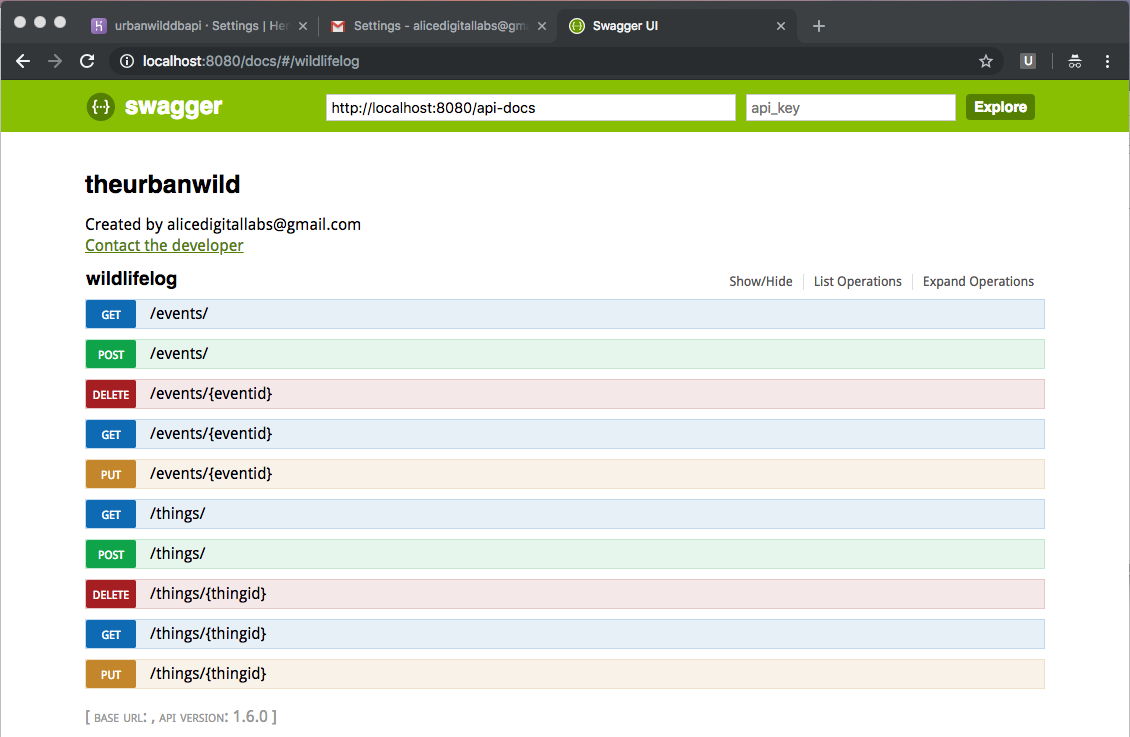 urbanwilddbapi · Settings | Her
Settings - alicedigitallabs@gma
Swagger UI
localhost:8080/docs/#/wildlifelog
U
swagger
http://localhost:8080/api-docs
api_key
Explore
theurbanwild
Created by alicedigitallabs@gmail.com
Contact the developer
wildlifelog
Show/Hide
List Operations
Expand Operations
GET /events/
POST /events/
DELETE /events/{eventid}
GET /events/{eventid}
PUT /events/{eventid}
GET /things/
POST /things/
DELETE /things/{thingid}
GET /things/{thingid}
PUT /things/{thingid}
[ BASE URL: , API VERSION: 1.6.0 ]